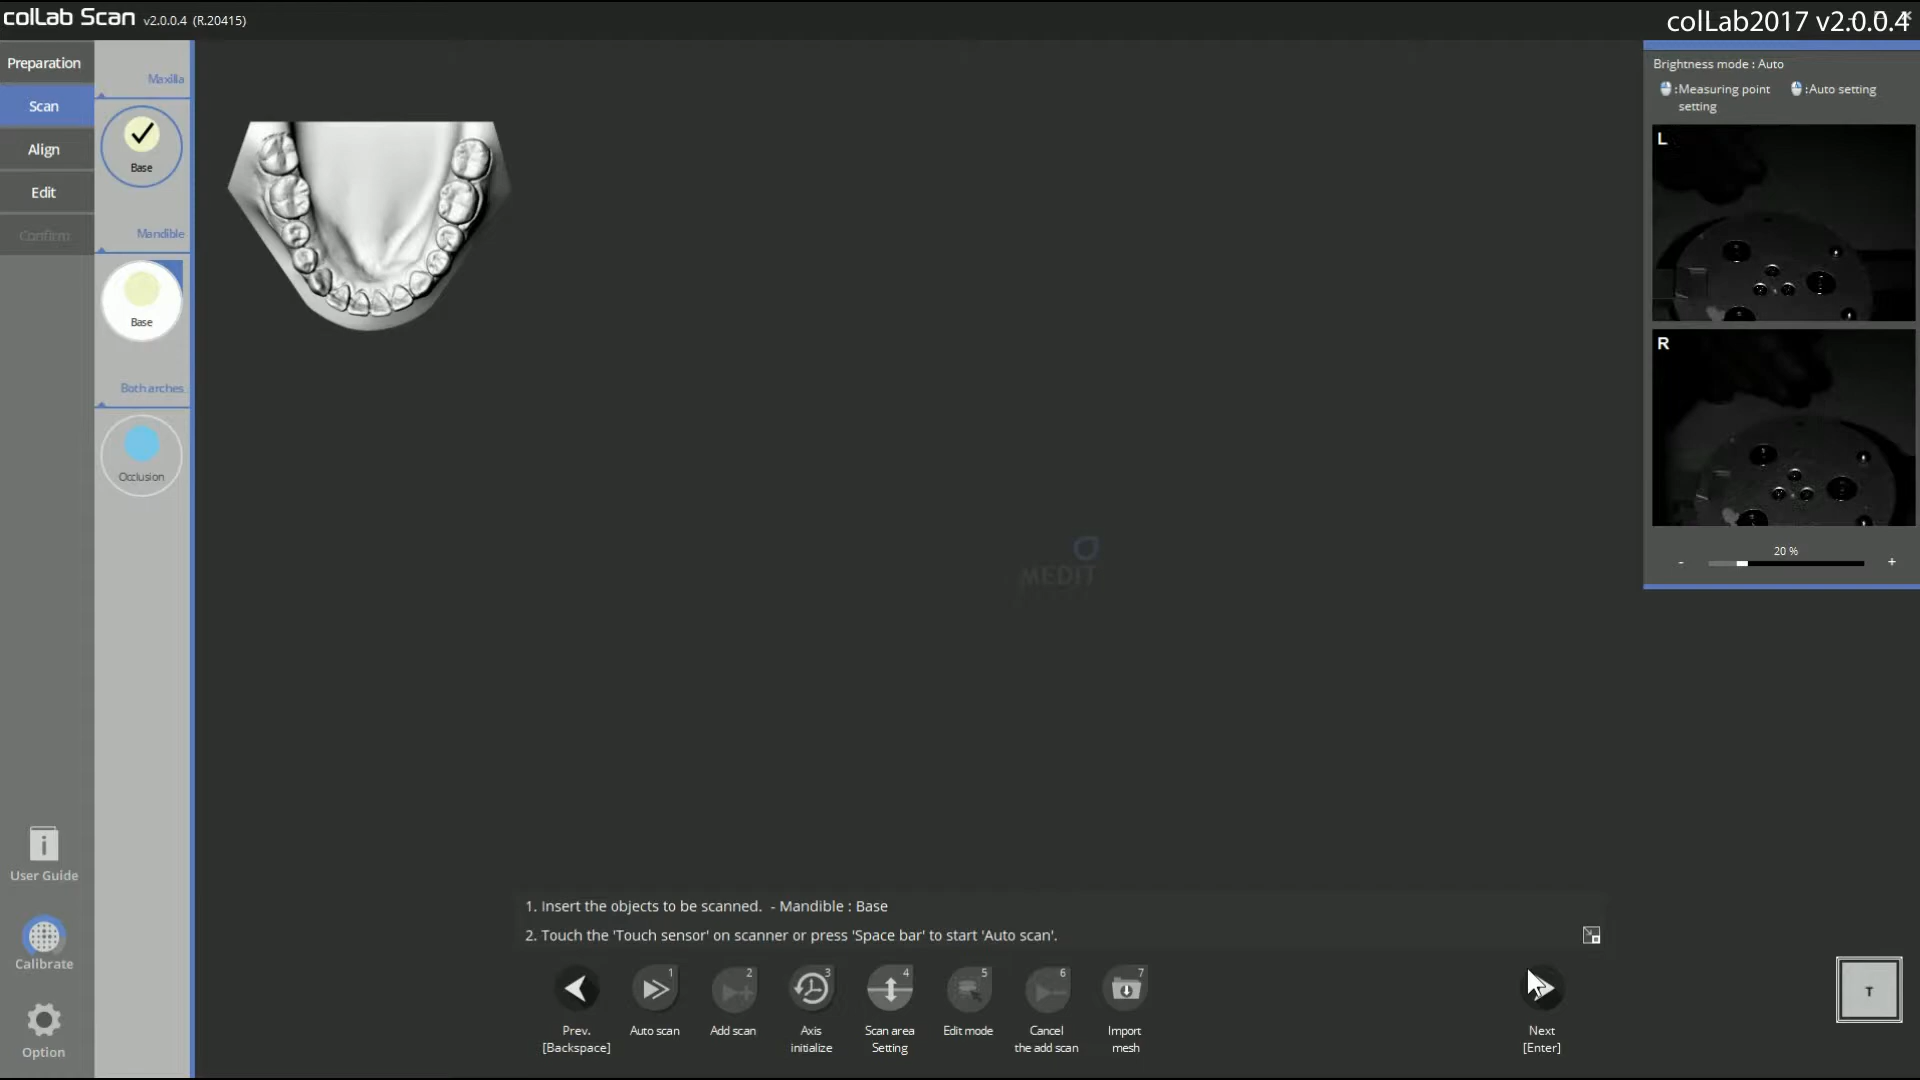 colLab Scan v2.0.0.4 (R.20415)
colLab2017 v2.0.0.4
Preparation
Scan
Align
Edit
Confirm
Maxilla
Base
Mandible
Base
Both arches
Occlusion
User Guide
Calibrate
Option
MEDIT
Brightness mode : Auto
:Measuring point
setting
:Auto setting
L
R
20 %
- +
1. Insert the objects to be scanned. - Mandible : Base
2. Touch the 'Touch sensor' on scanner or press 'Space bar' to start 'Auto scan'.
1 2 3 4 5 6 7
Prev.
[Backspace]
Auto scan
Add scan
Axis
initialize
Scan area
Setting
Edit mode
Cancel
the add scan
Import
mesh
Next
[Enter]
T